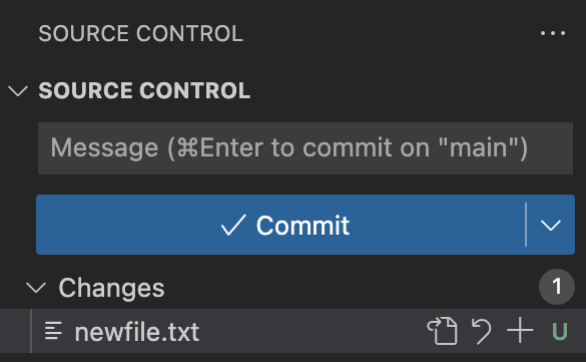 SOURCE CONTROL ...
SOURCE CONTROL
Message (⌘Enter to commit on "main")
Commit
Changes 1
newfile.txt U